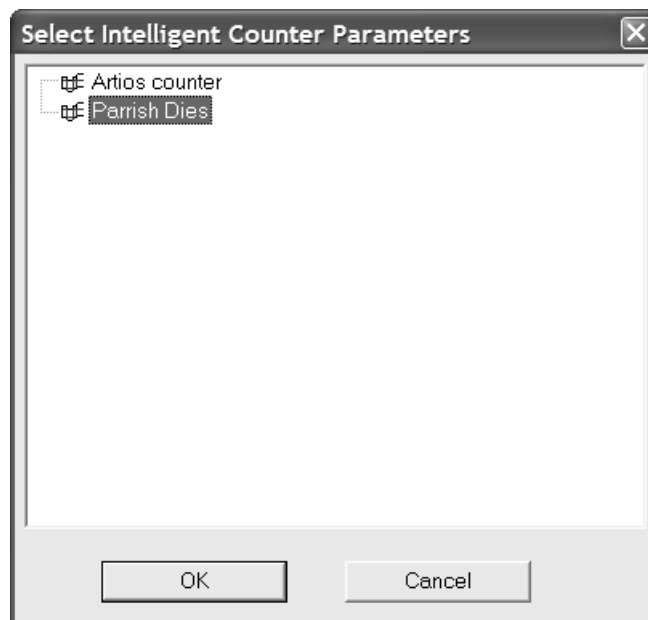 Select Intelligent Counter Parameters
Artios counter
Parrish Dies
OK
Cancel